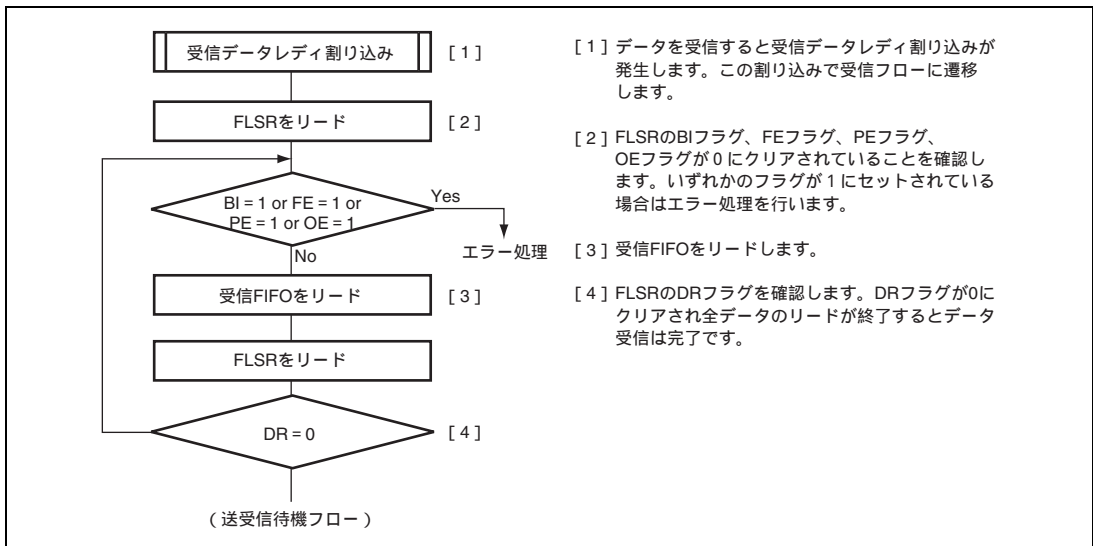 受信データレディ割り込み
[1]
FLSRをリード
[2]
BI = 1 or FE = 1 or
PE = 1 or OE = 1
Yes
エラー処理
No
受信FIFOをリード
[3]
FLSRをリード
DR = 0
[4]
(送受信待機フロー)
[1] データを受信すると受信データレディ割り込みが
発生します。この割り込みで受信フローに遷移
します。
[2] FLSRのBIフラグ、FEフラグ、PEフラグ、
OEフラグが0にクリアされていることを確認し
ます。いずれかのフラグが1にセットされている
場合はエラー処理を行います。
[3] 受信FIFOをリードします。
[4] FLSRのDRフラグを確認します。DRフラグが0に
クリアされ全データのリードが終了するとデータ
受信は完了です。